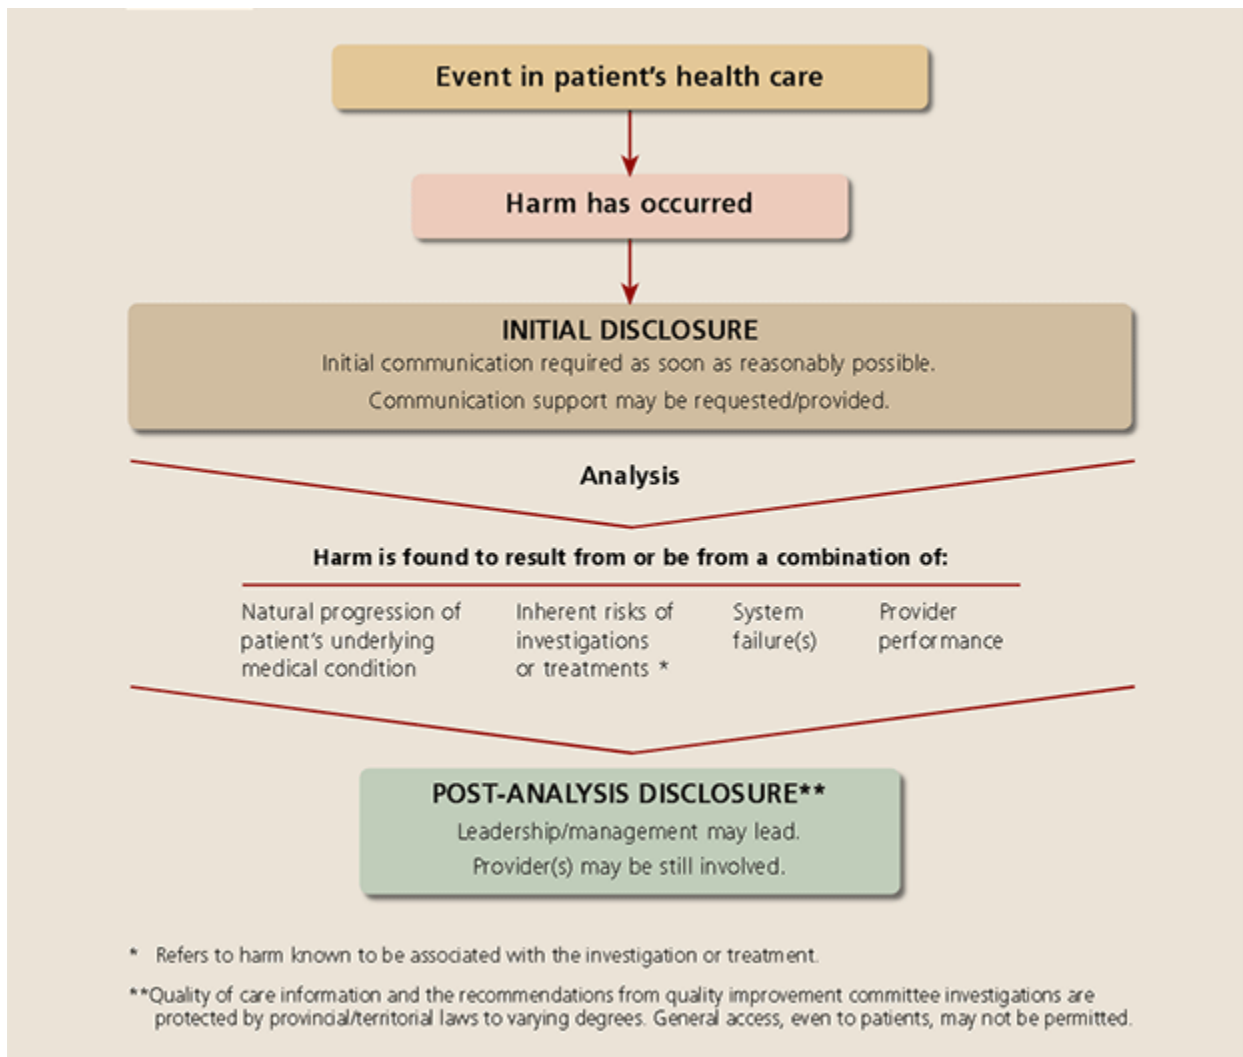 Event in patient's health care
Harm has occurred
INITIAL DISCLOSURE
Initial communication required as soon as reasonably possible.
Communication support may be requested/provided.
Analysis
Harm is found to result from or be from a combination of:
Natural progression of
patient's underlying
medical condition
Inherent risks of
investigations
or treatments *
System
failure(s)
Provider
performance
POST-ANALYSIS DISCLOSURE**
Leadership/management may lead.
Provider(s) may be still involved.
* Refers to harm known to be associated with the investigation or treatment.
**Quality of care information and the recommendations from quality improvement committee investigations are
protected by provincial/territorial laws to varying degrees. General access, even to patients, may not be permitted.